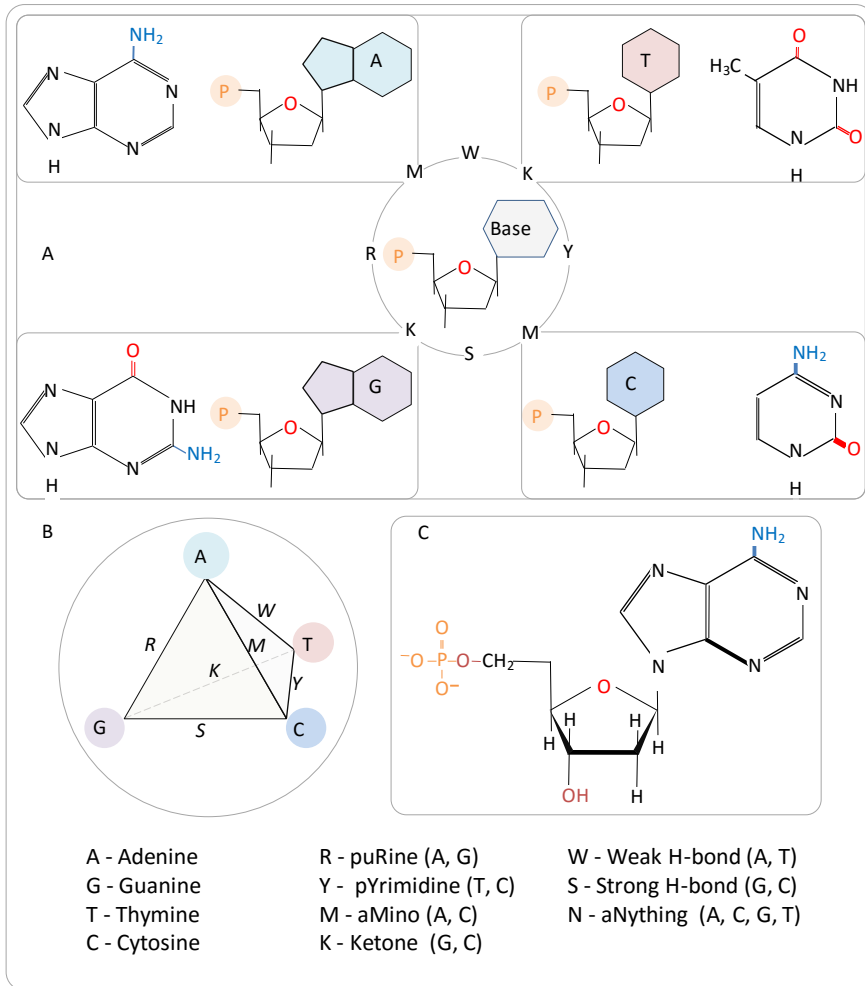 NH2
N
N
N
N
H
P
O
A
P
O
T
O
H3C
NH
N
O
H
M
W
K
A
R
P
O
Base
Y
K
S
M
O
N
NH
N
N
NH2
H
P
O
G
P
O
C
NH2
N
N
O
H
B
A
W
R
M
T
K
Y
G
S
C
C
NH2
N
N
N
N
O
−O
P
O
CH2
O−
O
H
H
H
H
OH
H
A - Adenine
G - Guanine
T - Thymine
C - Cytosine
R - puRine (A, G)
Y - pYrimidine (T, C)
M - aMino (A, C)
K - Ketone (G, C)
W - Weak H-bond (A, T)
S - Strong H-bond (G, C)
N - aNything (A, C, G, T)